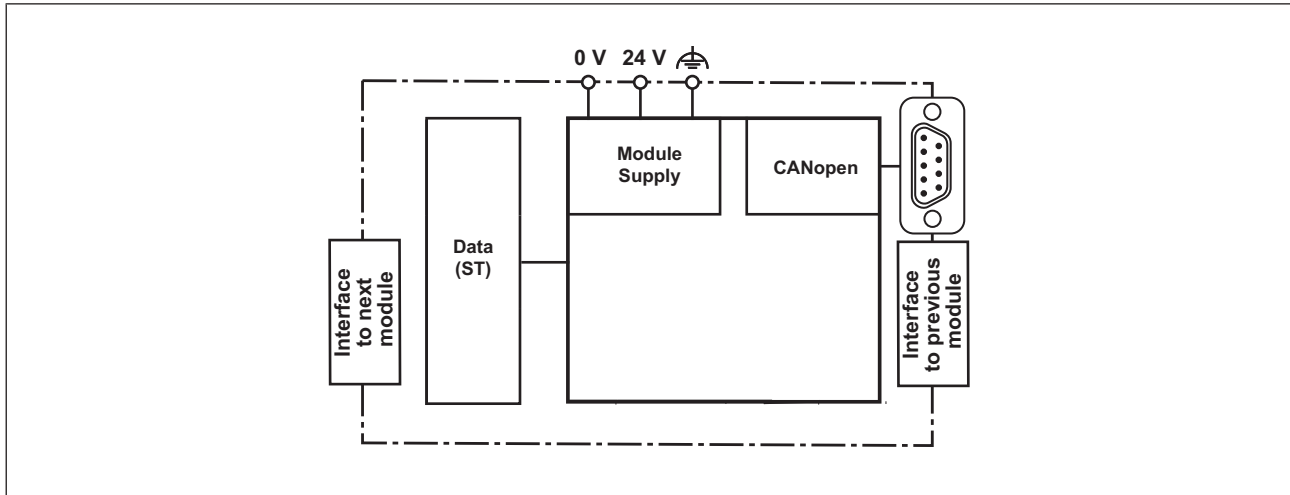 0 V 24 V
Module
Supply
CANopen
Data
(ST)
Interface
to next
module
Interface
to previous
module